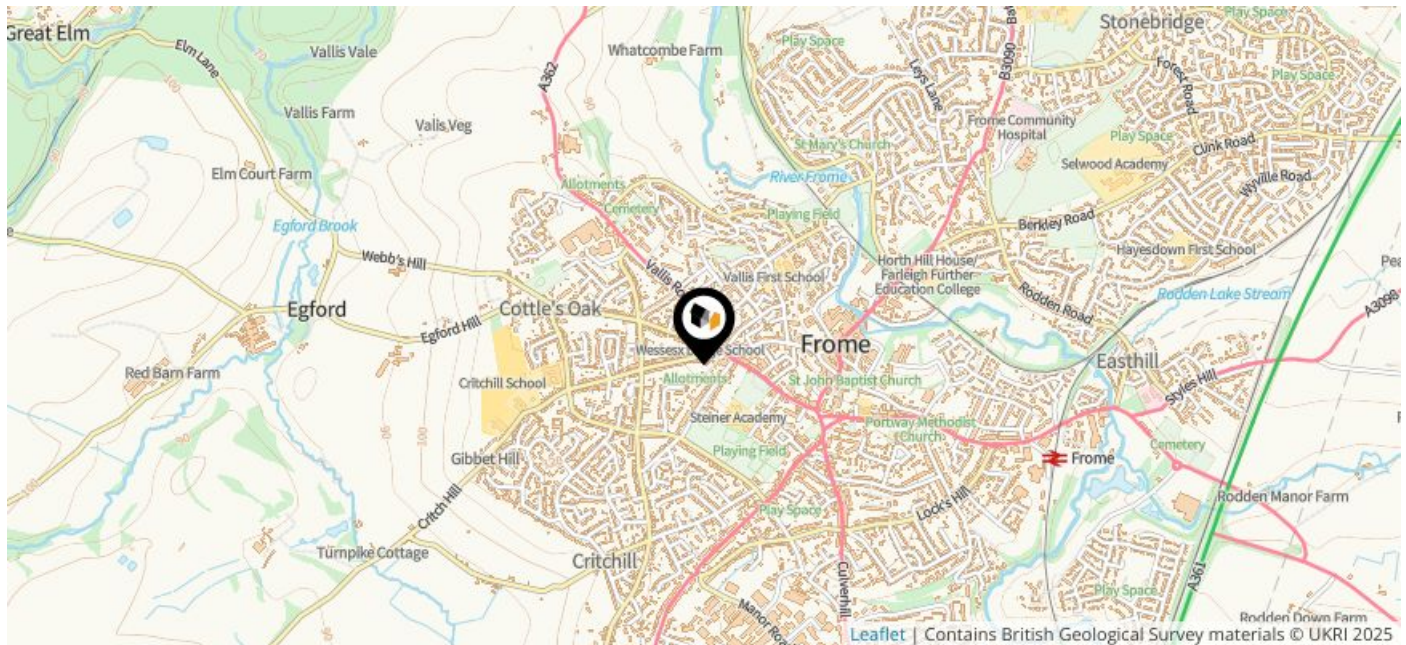 Great Elm
Elm Lane
Vallis Vale
A362
Whatcombe Farm
Play Space
Leys Lane
B3090
Stonebridge
Play Space
Forest Road
Play Space
Vallis Farm
Valis Veg
Frome Community
Hospital
Play Space
Clink Road
Selwood Academy
St Mary's Church
Elm Court Farm
Allotments
River Frome
Wyville Road
Cemetery
Playing Field
Berkley Road
Egford Brook
Webb's Hill
Hayesdown First School
Horth Hill House/
Farleigh Further
Education College
Vallis First School
Rodden Road
Rodden Lake Stream
A3098
Egford
Cottle's Oak
Egford Hill
Frome
Easthill
Red Barn Farm
Critchill School
Allotments
St John Baptist Church
Styles Hill
Steiner Academy
Portway Methodist
Church
Cemetery
Gibbet Hill
Playing Field
Frome
Rodden Manor Farm
Critch Hill
Lock's Hill
Play Space
Turnpike Cottage
Critchill
Culverhill
A361
Play Space
Manor Road
Rodden Down Farm
Leaflet | Contains British Geological Survey materials © UKRI 2025